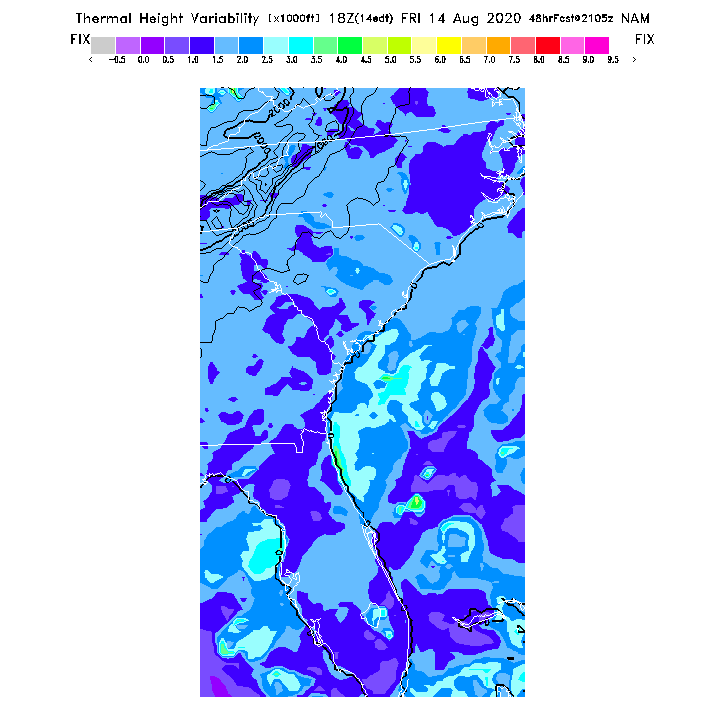 Thermal Height Variability [x1000ft] 18Z(14edt) FRI 14 Aug 2020 48hrFcst@2105z NAM
FIX FIX
< -0.5 0.0 0.5 1.0 1.5 2.0 2.5 3.0 3.5 4.0 4.5 5.0 5.5 6.0 6.5 7.0 7.5 8.0 8.5 9.0 9.5 >
2000
2000